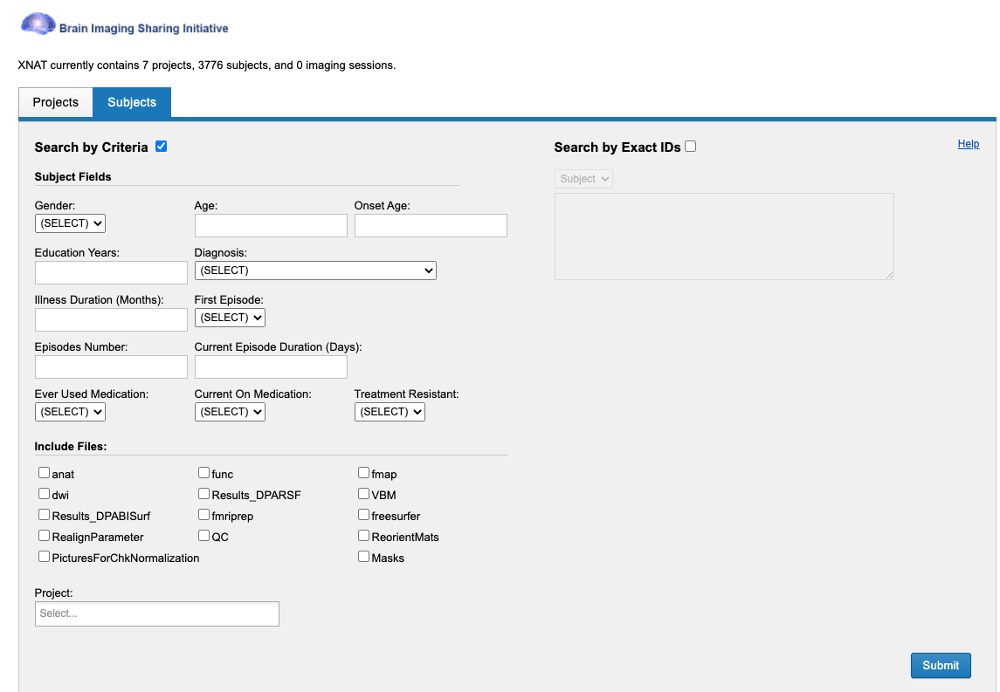 Brain Imaging Sharing Initiative
XNAT currently contains 7 projects, 3776 subjects, and 0 imaging sessions.
Projects Subjects
Search by Criteria
Subject Fields
Gender: Age: Onset Age:
(SELECT)
Education Years: Diagnosis:
(SELECT)
Illness Duration (Months): First Episode:
(SELECT)
Episodes Number: Current Episode Duration (Days):
Ever Used Medication: Current On Medication: Treatment Resistant:
(SELECT) (SELECT) (SELECT)
Include Files:
anat func fmap
dwi Results_DPARSF VBM
Results_DPABISurf fmriprep freesurfer
RealignParameter QC ReorientMats
PicturesForChkNormalization Masks
Project:
Select...
Search by Exact IDs
Help
Subject
Submit